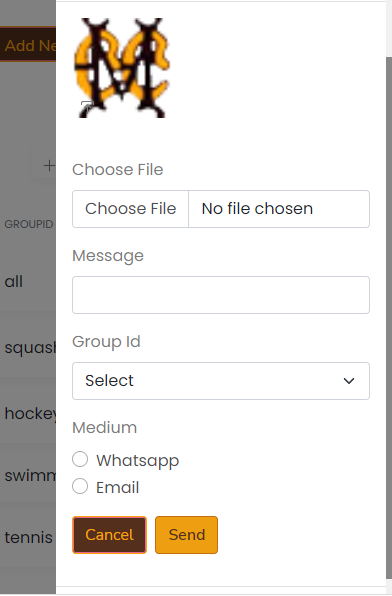 Add Ne
GROUPID
all
squash
hockey
swimm
tennis
Choose File
Choose File No file chosen
Message
Group Id
Select
Medium
Whatsapp
Email
Cancel Send